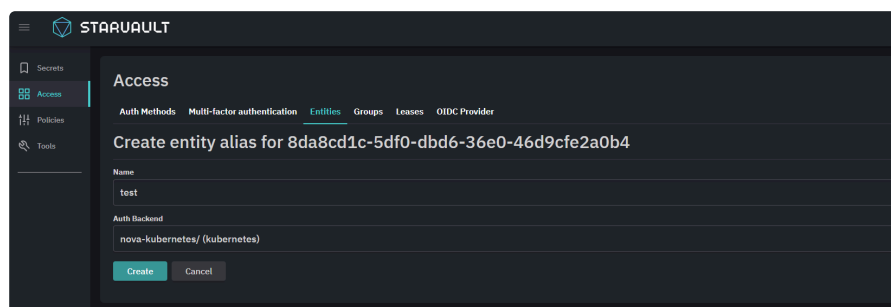 STARVAULT
Secrets
Access
Policies
Tools
Access
Auth Methods Multi-factor authentication Entities Groups Leases OIDC Provider
Create entity alias for 8da8cd1c-5df0-dbd6-36e0-46d9cfe2a0b4
Name
test
Auth Backend
nova-kubernetes/ (kubernetes)
Create Cancel